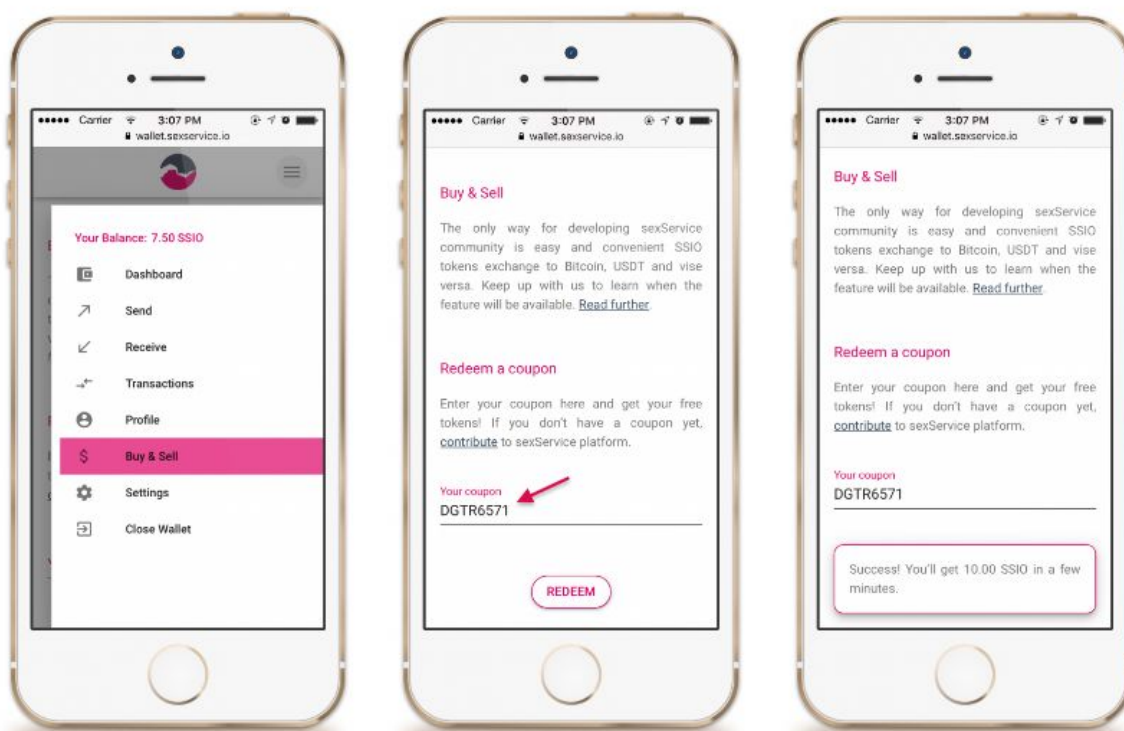 Carrier 3:07 PM
wallet.sexservice.io
Your Balance: 7.50 SSIO
Dashboard
Send
Receive
Transactions
Profile
Buy & Sell
Settings
Close Wallet
Carrier 3:07 PM
wallet.sexservice.io
Buy & Sell
The only way for developing sexService
community is easy and convenient SSIO
tokens exchange to Bitcoin, USDT and vise
versa. Keep up with us to learn when the
feature will be available. Read further.
Redeem a coupon
Enter your coupon here and get your free
tokens! If you don't have a coupon yet,
contribute to sexService platform.
Your coupon
DGTR6571
REDEEM
Carrier 3:07 PM
wallet.sexservice.io
Buy & Sell
The only way for developing sexService
community is easy and convenient SSIO
tokens exchange to Bitcoin, USDT and vise
versa. Keep up with us to learn when the
feature will be available. Read further.
Redeem a coupon
Enter your coupon here and get your free
tokens! If you don't have a coupon yet,
contribute to sexService platform.
Your coupon
DGTR6571
Success! You'll get 10.00 SSIO in a few
minutes.